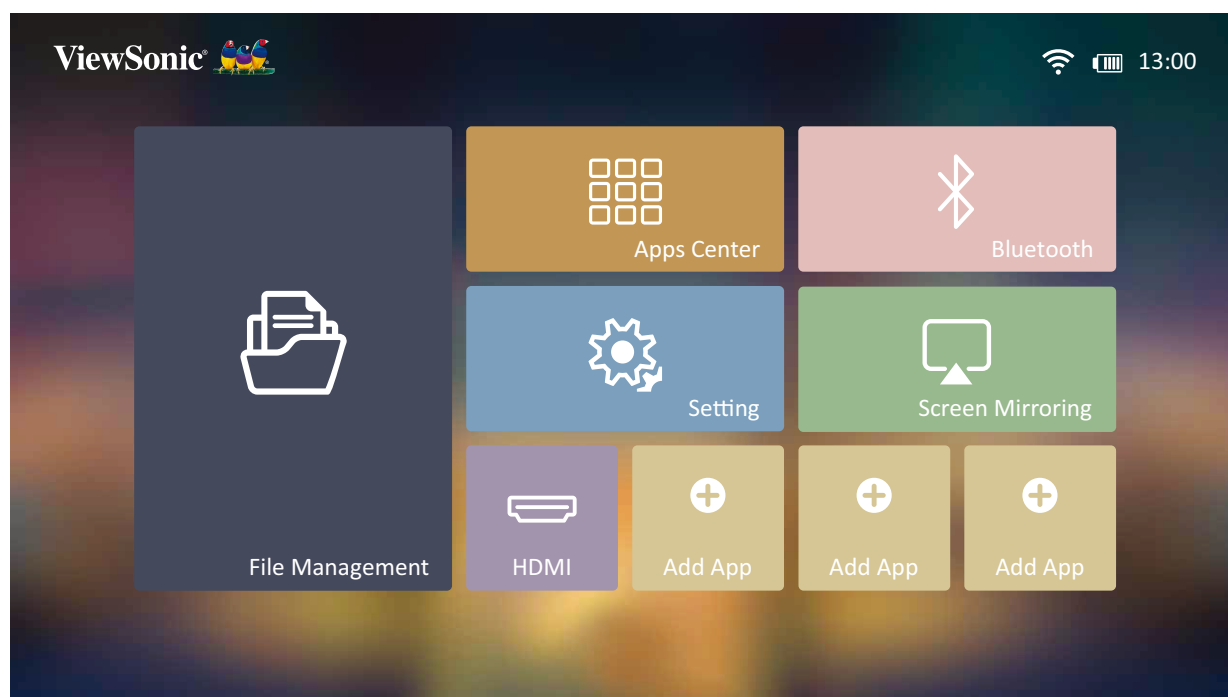 ViewSonic®
13:00
Apps Center
Bluetooth
Setting
Screen Mirroring
File Management
HDMI
Add App
Add App
Add App